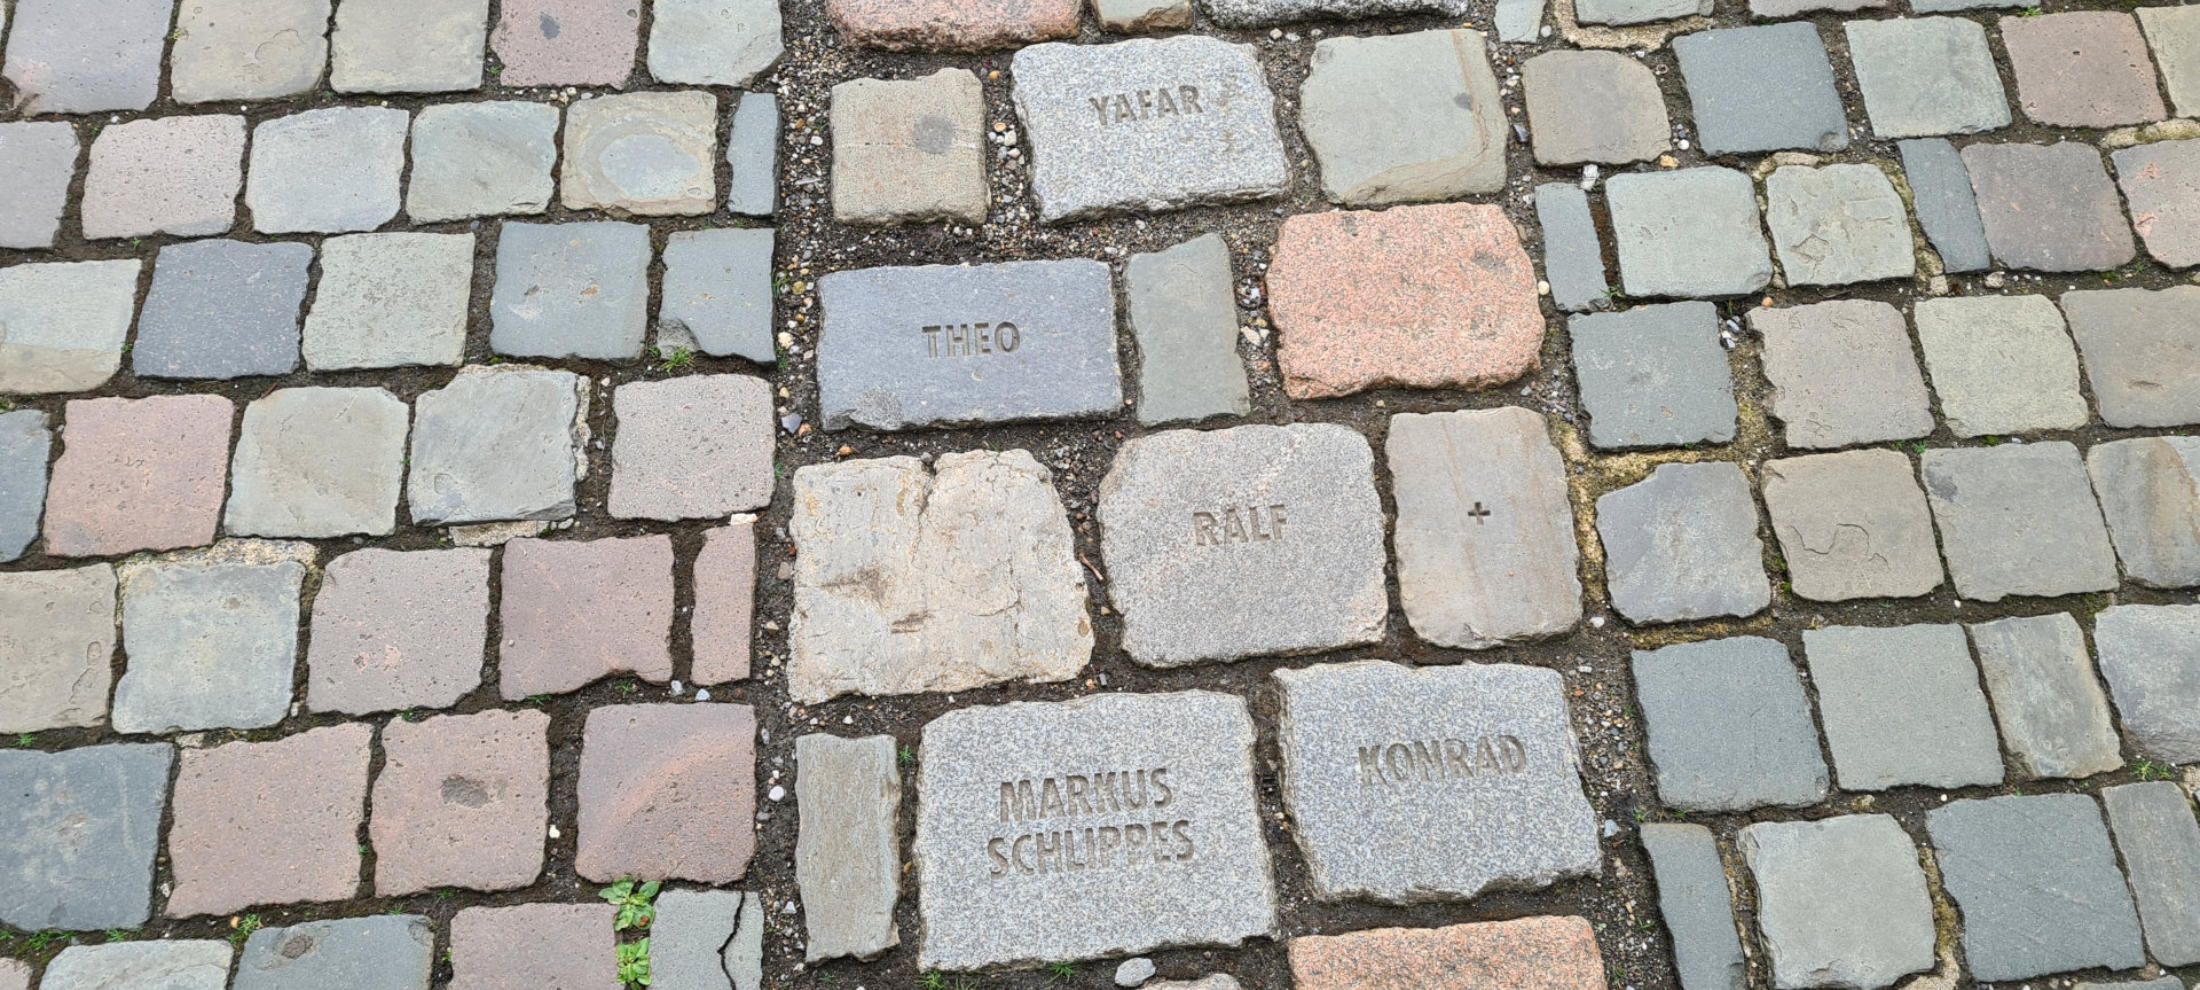 YAFAR
THEO
RALF
+
MARKUS
SCHLIPPES
KONRAD